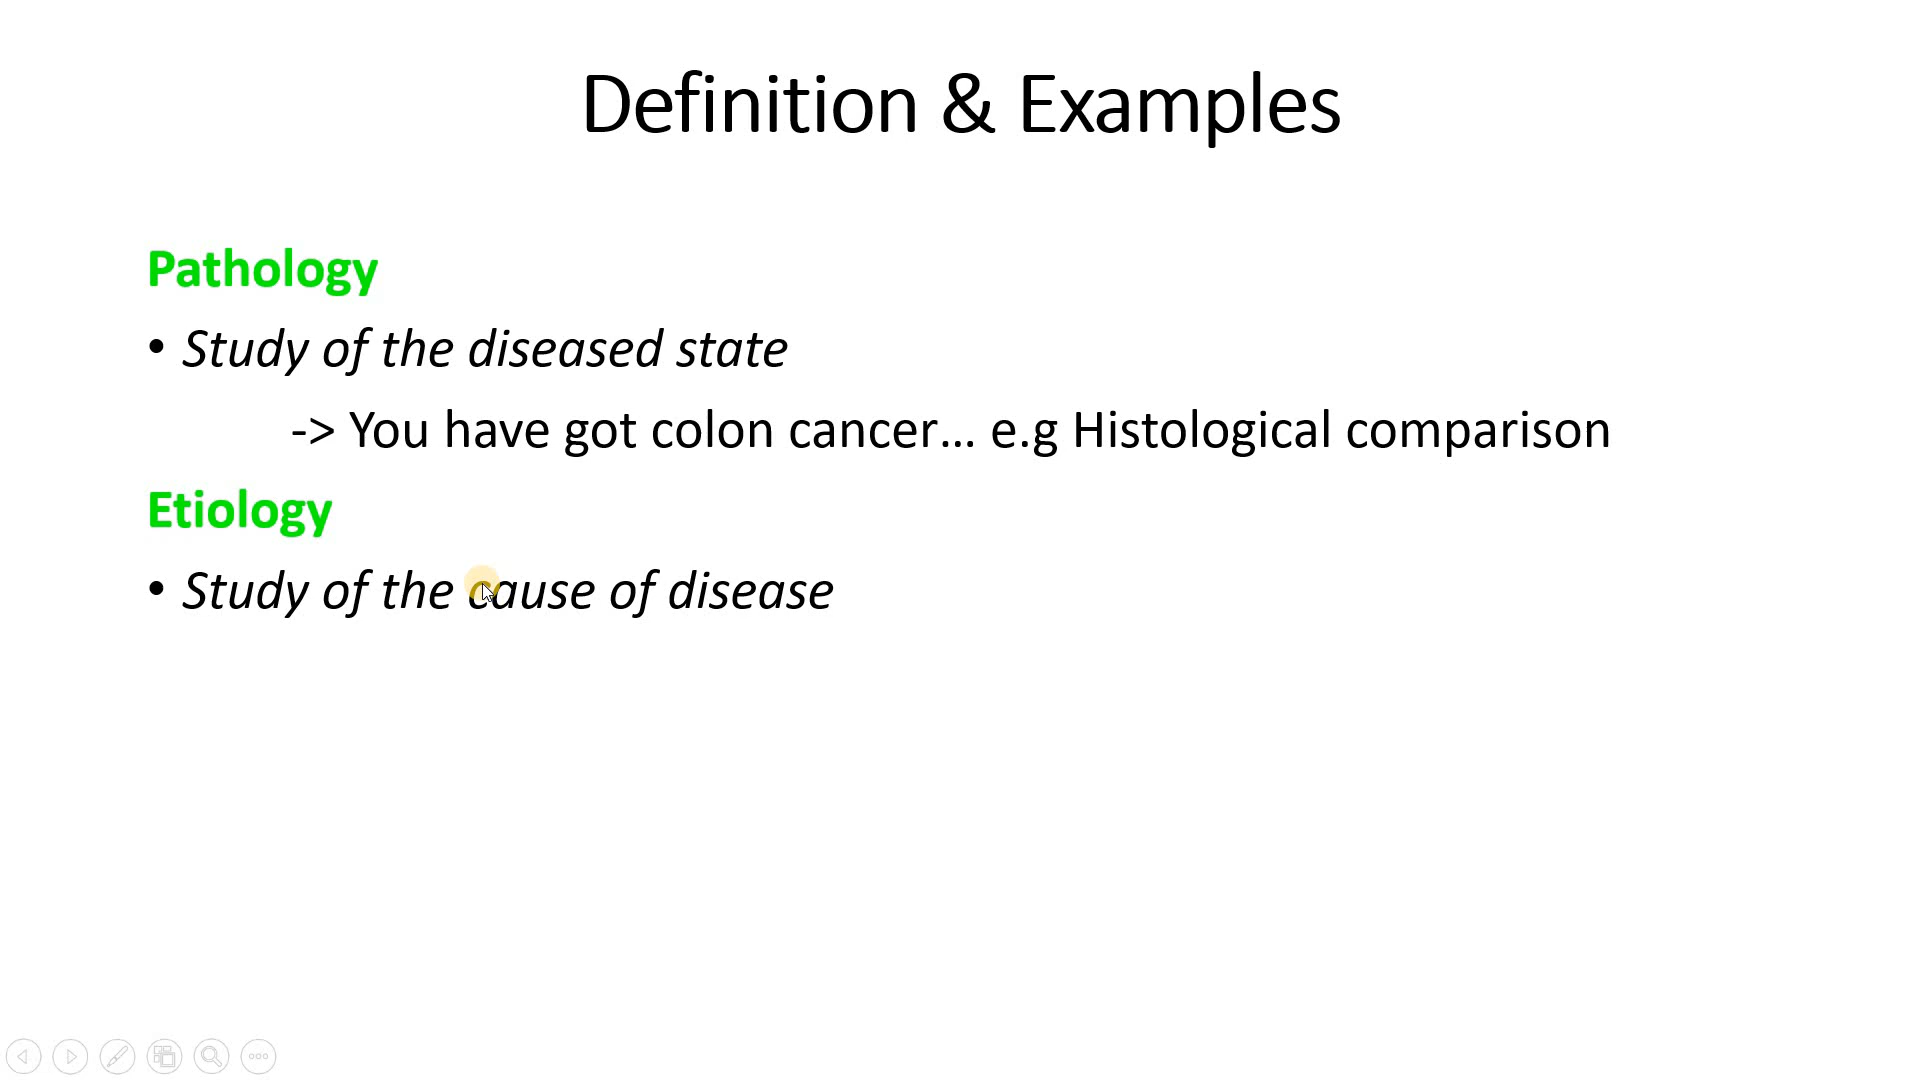 Definition & Examples
Pathology
• Study of the diseased state
-> You have got colon cancer… e.g Histological comparison
Etiology
• Study of the cause of disease